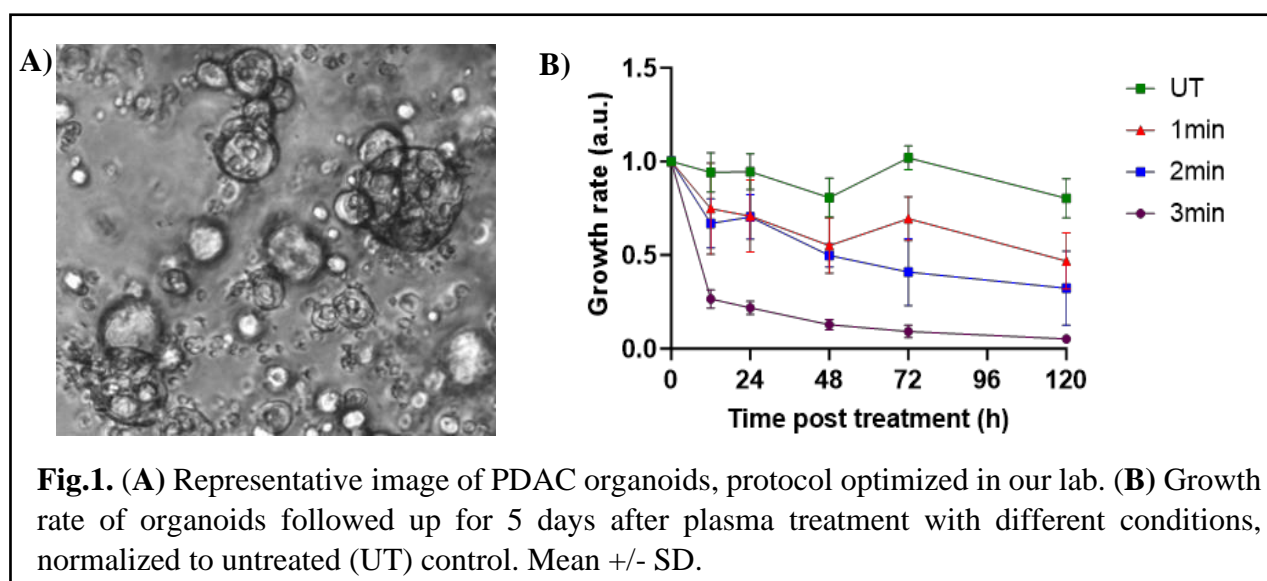 A)
B)
1.5
1.0
0.5
0.0
Growth rate (a.u.)
0 24 48 72 96 120
Time post treatment (h)
UT
1min
2min
3min
Fig.1. (A) Representative image of PDAC organoids, protocol optimized in our lab. (B) Growth
rate of organoids followed up for 5 days after plasma treatment with different conditions,
normalized to untreated (UT) control. Mean +/- SD.